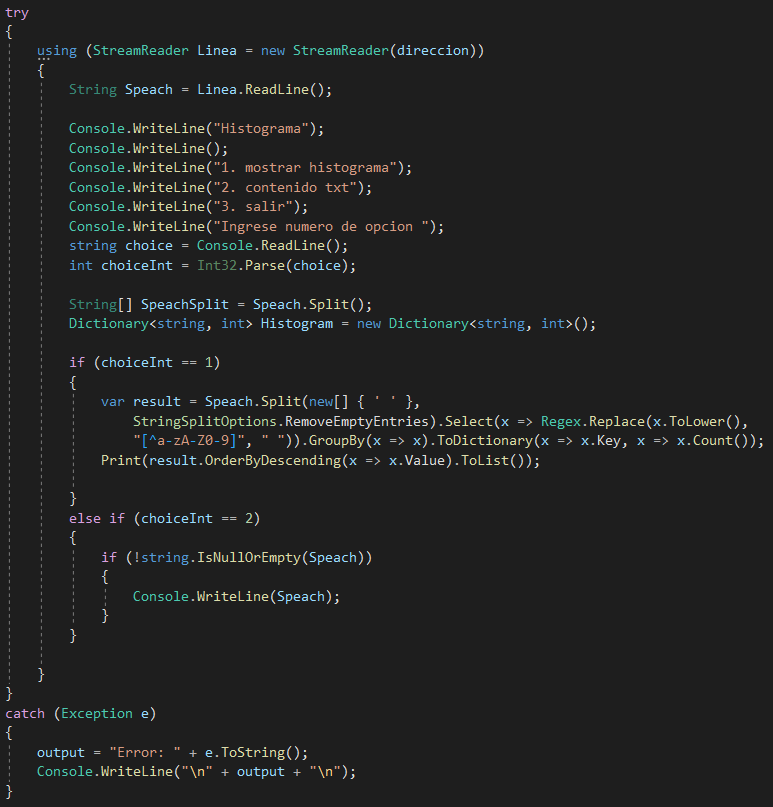 try
{
    using (StreamReader Linea = new StreamReader(direccion))
    {
        String Speach = Linea.ReadLine();

        Console.WriteLine("Histograma");
        Console.WriteLine();
        Console.WriteLine("1. mostrar histograma");
        Console.WriteLine("2. contenido txt");
        Console.WriteLine("3. salir");
        Console.WriteLine("Ingrese numero de opcion ");
        string choice = Console.ReadLine();
        int choiceInt = Int32.Parse(choice);

        String[] SpeachSplit = Speach.Split();
        Dictionary<string, int> Histogram = new Dictionary<string, int>();

        if (choiceInt == 1)
        {
            var result = Speach.Split(new[] { ' ' },
                StringSplitOptions.RemoveEmptyEntries).Select(x => Regex.Replace(x.ToLower(),
                "[^a-zA-Z0-9]", " ")).GroupBy(x => x).ToDictionary(x => x.Key, x => x.Count());
            Print(result.OrderByDescending(x => x.Value).ToList());

        }
        else if (choiceInt == 2)
        {
            if (!string.IsNullOrEmpty(Speach))
            {
                Console.WriteLine(Speach);
            }
        }

    }
}
catch (Exception e)
{
    output = "Error: " + e.ToString();
    Console.WriteLine("\n" + output + "\n");
}